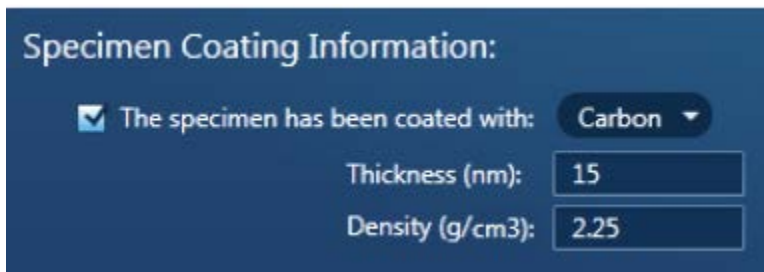 Specimen Coating Information:
The specimen has been coated with: Carbon
Thickness (nm): 15
Density (g/cm3): 2.25